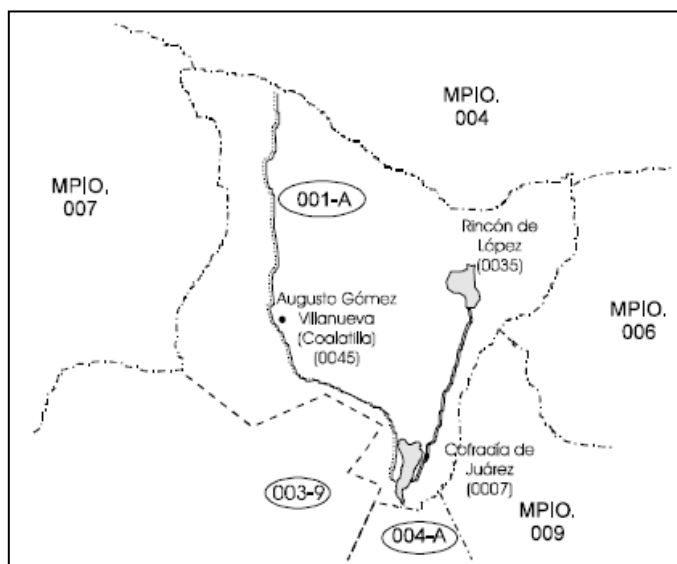 MPIO.
004
MPIO.
007
001-A
Rincón de
López
(0035)
Augusto Gómez
Villanueva
(Coalatilla)
(0045)
MPIO.
006
Cofradía de
Juárez
(0007)
003-9
MPIO.
009
004-A